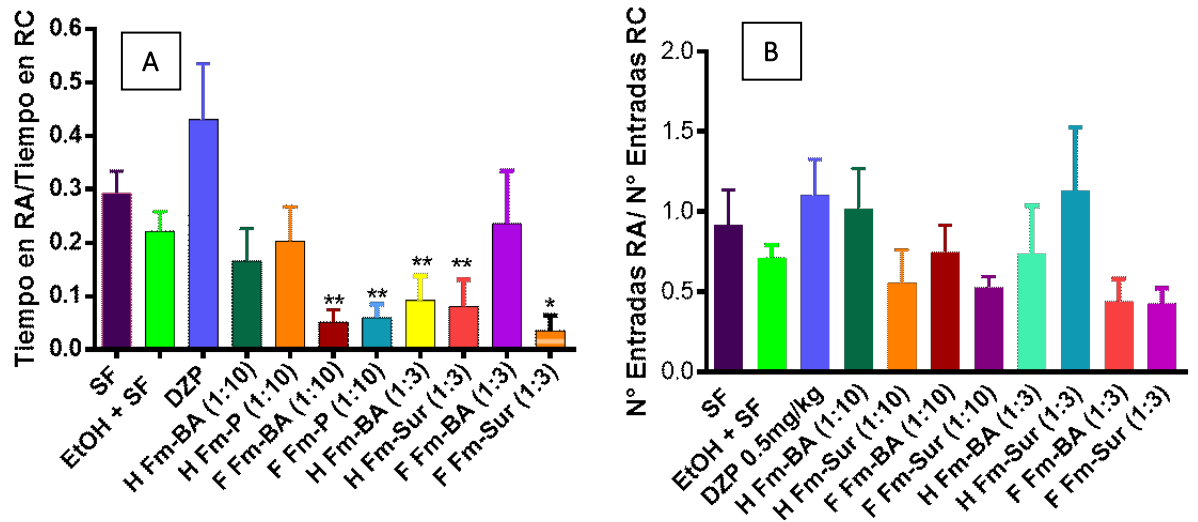 A
Tiempo en RA/Tiempo en RC
0.6
0.5
0.4
0.3
0.2
0.1
0.0
**
**
**
**
*
SF
EtOH + SF
DZP
H Fm-BA (1:10)
H Fm-P (1:10)
F Fm-BA (1:10)
F Fm-P (1:10)
H Fm-BA (1:3)
H Fm-Sur (1:3)
F Fm-BA (1:3)
F Fm-Sur (1:3)
B
N° Entradas RA/ N° Entradas RC
2.0
1.5
1.0
0.5
0.0
SF
EtOH + SF
DZP 0.5mg/kg
H Fm-BA (1:10)
H Fm-Sur (1:10)
F Fm-BA (1:10)
F Fm-Sur (1:10)
H Fm-BA (1:3)
H Fm-Sur (1:3)
F Fm-BA (1:3)
F Fm-Sur (1:3)